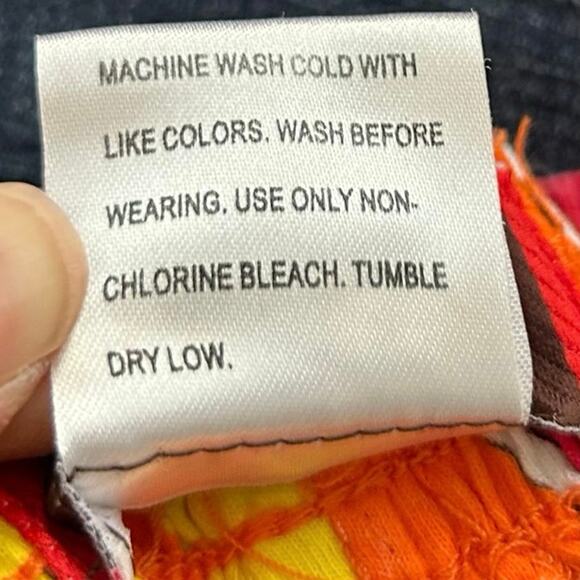 MACHINE WASH COLD WITH
LIKE COLORS. WASH BEFORE
WEARING. USE ONLY NON-
CHLORINE BLEACH. TUMBLE
DRY LOW.